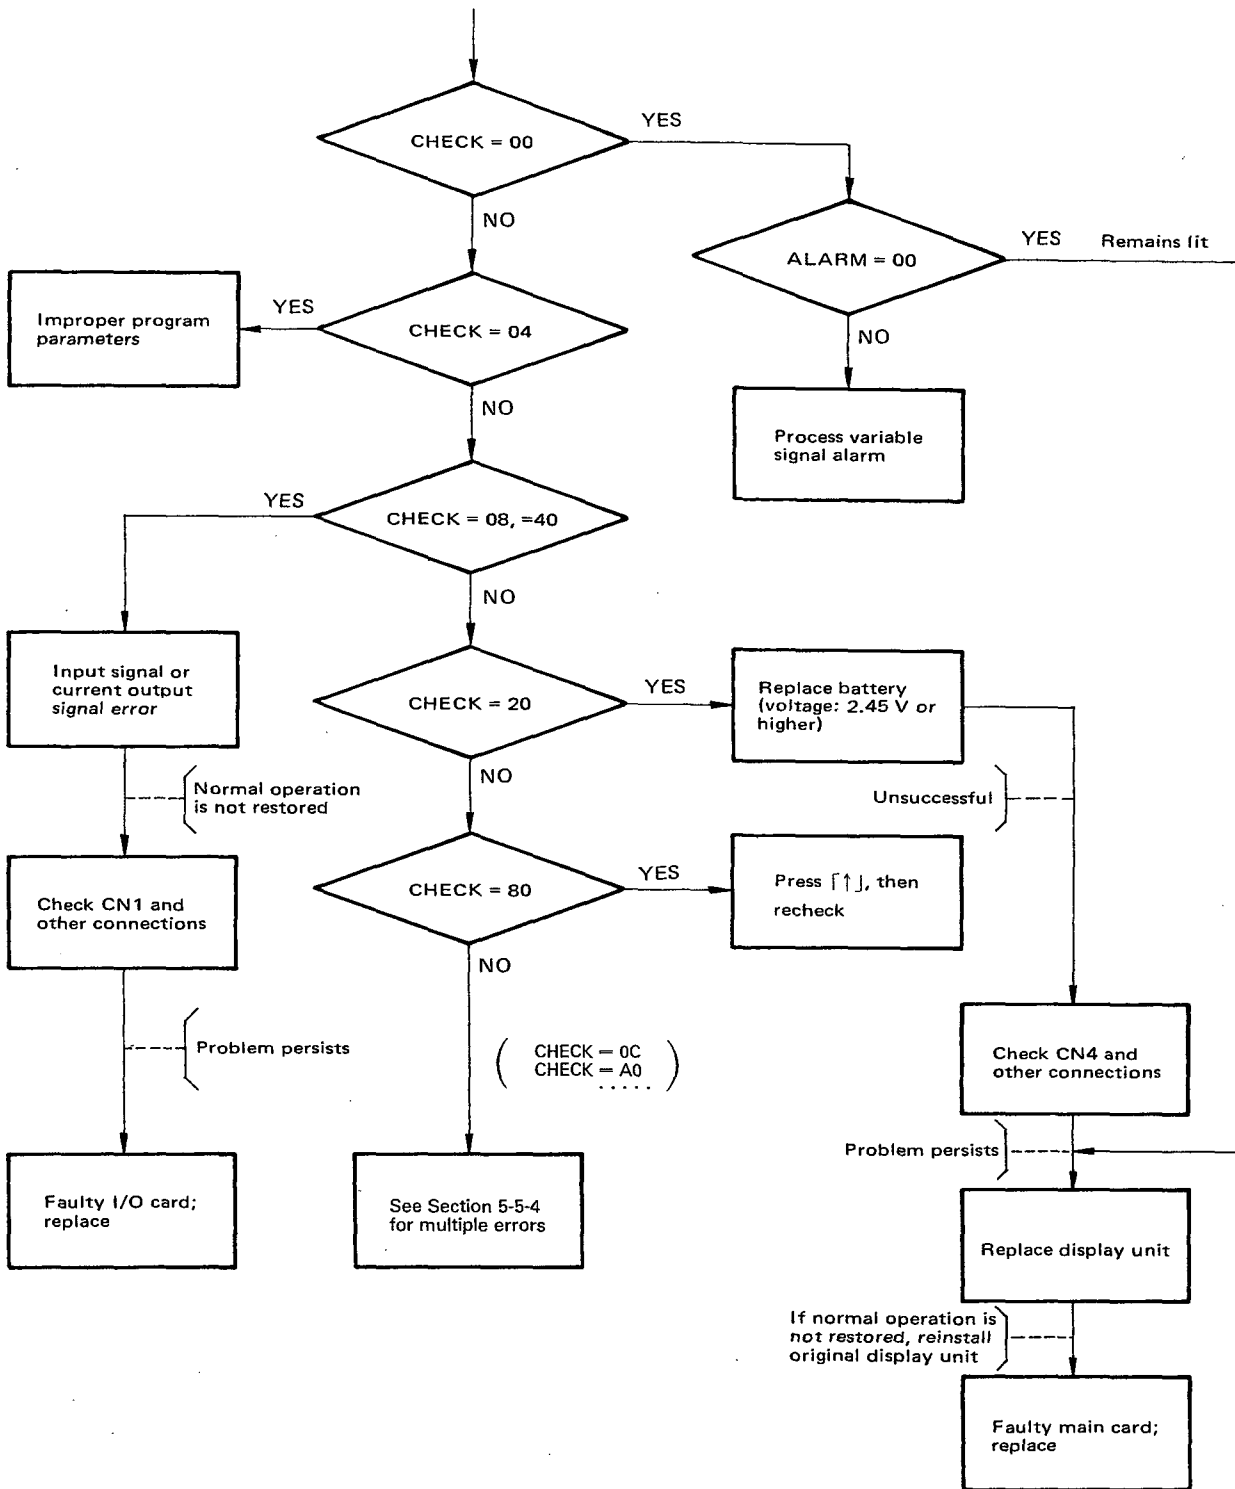 CHECK = 00
YES
NO
ALARM = 00
YES
Remains lit
NO
Process variable
signal alarm
CHECK = 04
YES
Improper program
parameters
NO
CHECK = 08, =40
YES
Input signal or
current output
signal error
Normal operation
is not restored
Check CN1 and
other connections
Problem persists
Faulty I/O card;
replace
NO
CHECK = 20
YES
Replace battery
(voltage: 2.45 V or
higher)
Unsuccessful
NO
CHECK = 80
YES
Press ⌈↑⌋, then
recheck
NO
( CHECK = 0C
CHECK = A0
. . . . . )
See Section 5-5-4
for multiple errors
Check CN4 and
other connections
Problem persists
Replace display unit
If normal operation is
not restored, reinstall
original display unit
Faulty main card;
replace